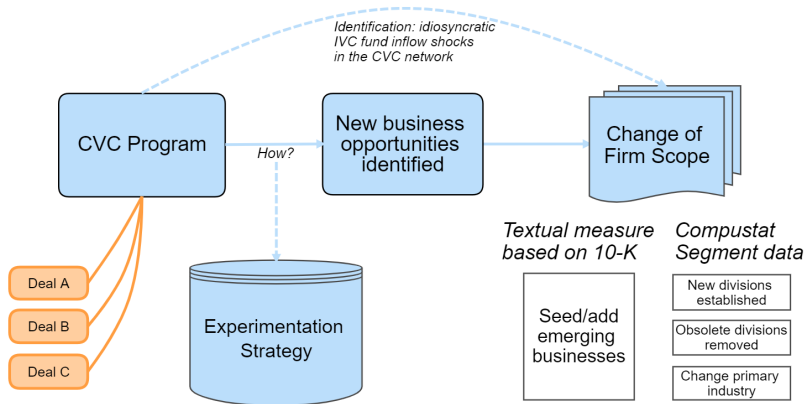 Identification: idiosyncratic
IVC fund inflow shocks
in the CVC network
CVC Program
How?
New business
opportunities
identified
Change of
Firm Scope
Deal A
Deal B
Deal C
Experimentation
Strategy
Textual measure
based on 10-K
Seed/add
emerging
businesses
Compustat
Segment data
New divisions
established
Obsolete divisions
removed
Change primary
industry